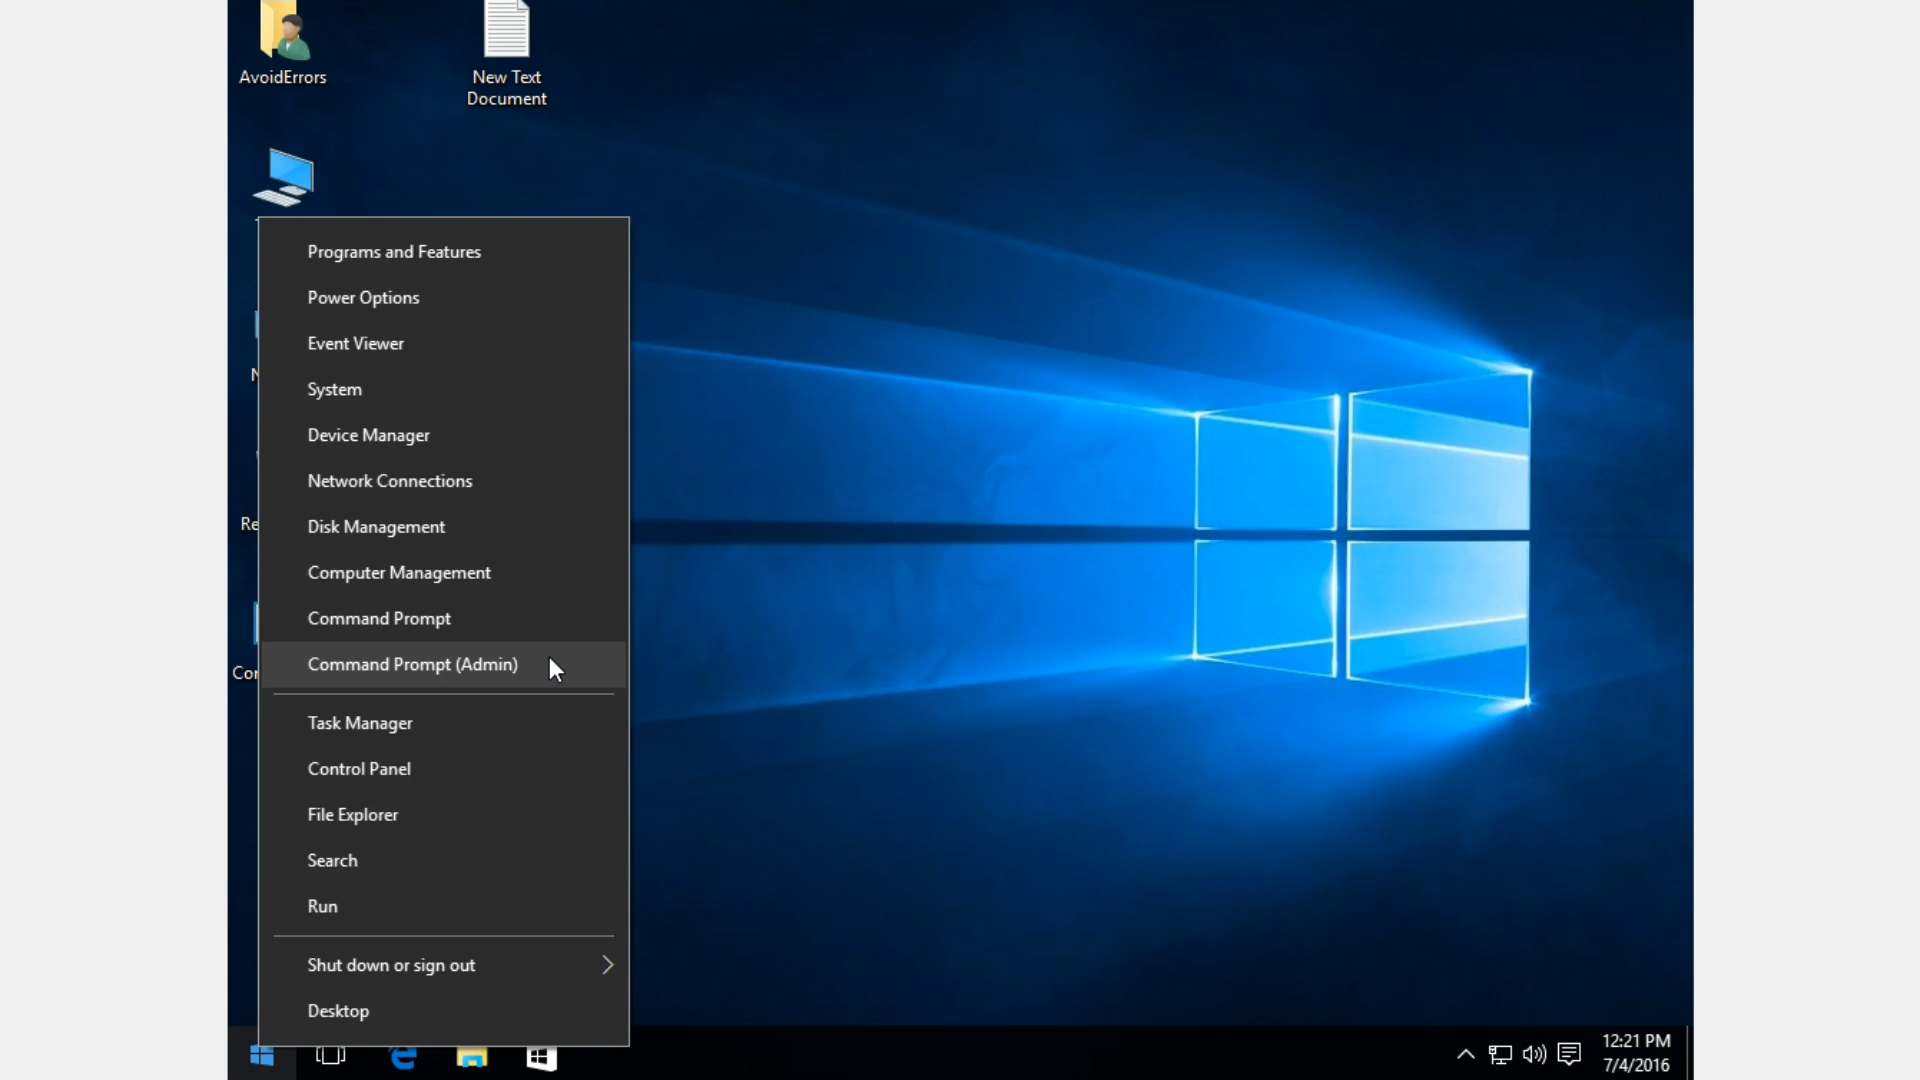 AvoidErrors
New Text
Document
Programs and Features
Power Options
Event Viewer
System
Device Manager
Network Connections
Disk Management
Computer Management
Command Prompt
Command Prompt (Admin)
Task Manager
Control Panel
File Explorer
Search
Run
Shut down or sign out
Desktop
12:21 PM
7/4/2016